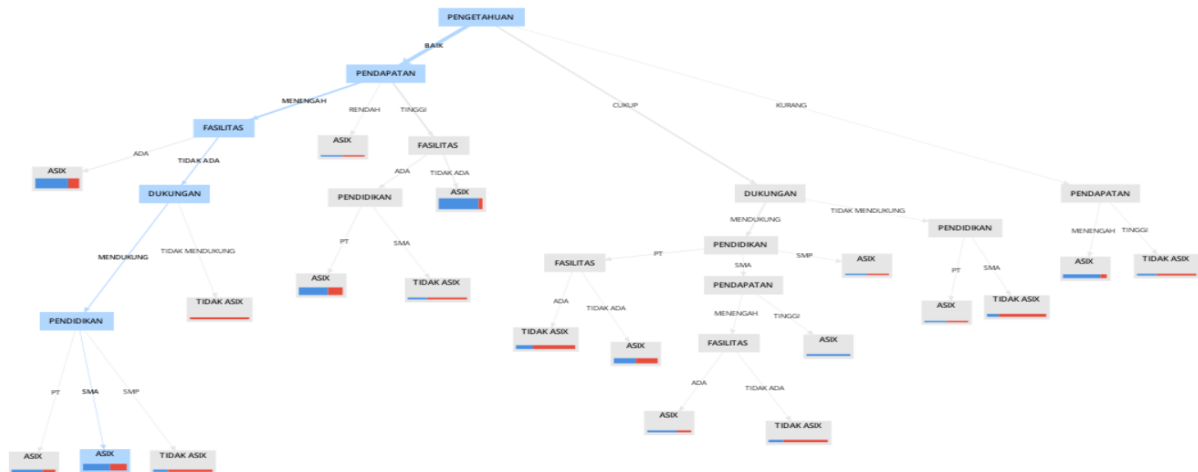 PENGETAHUAN
BAIK
PENDAPATAN
MENENGAH
RENDAH
TINGGI
CUKUP
KURANG
FASILITAS
ASIX
FASILITAS
ADA
TIDAK ADA
ADA
TIDAK ADA
ASIX
DUKUNGAN
PENDIDIKAN
ASIX
DUKUNGAN
PENDAPATAN
MENDUKUNG
TIDAK MENDUKUNG
PT
SMA
MENDUKUNG
TIDAK MENDUKUNG
MENENGAH
TINGGI
PENDIDIKAN
PENDIDIKAN
PT
SMA
SMP
PT
SMA
ASIX
TIDAK ASIX
FASILITAS
PENDAPATAN
ASIX
ASIX
TIDAK ASIX
TIDAK ASIX
ASIX
TIDAK ASIX
ADA
TIDAK ADA
MENENGAH
TINGGI
PENDIDIKAN
TIDAK ASIX
ASIX
FASILITAS
ASIX
PT
SMA
SMP
ADA
TIDAK ADA
ASIX
ASIX
TIDAK ASIX
ASIX
TIDAK ASIX